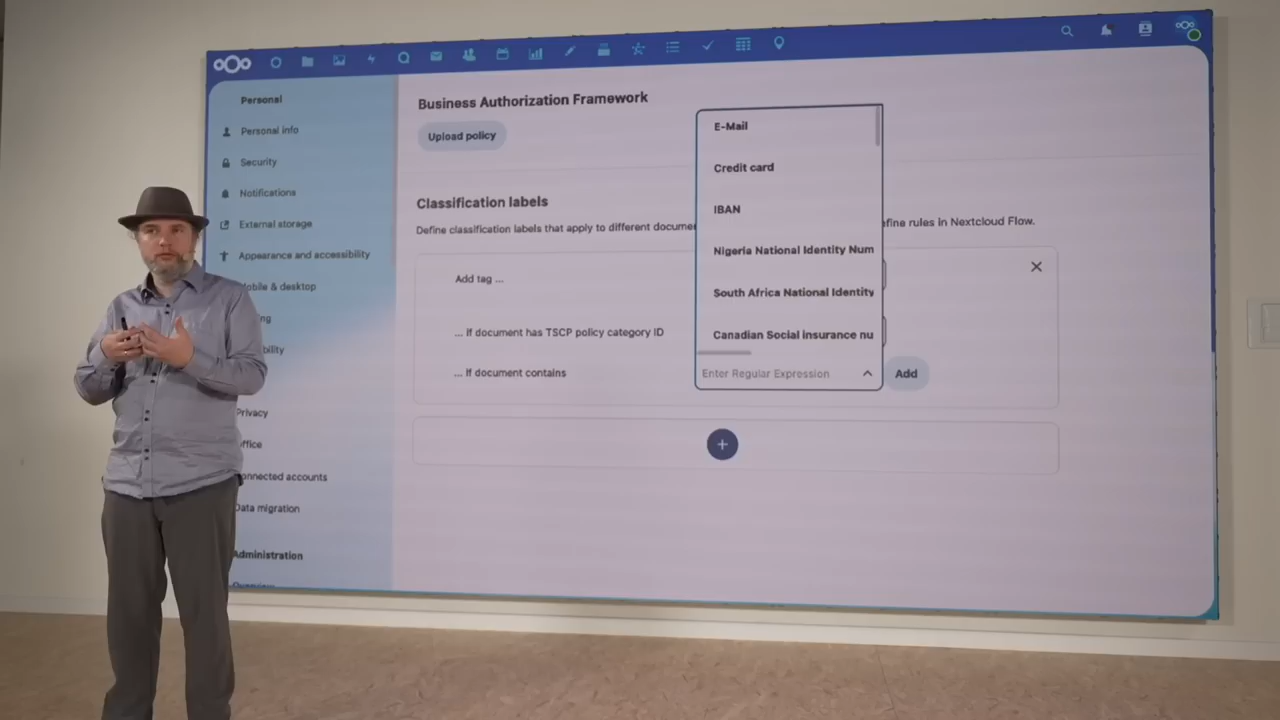 Personal
Personal info
Security
Notifications
External storage
Appearance and accessibility
Mobile & desktop
Privacy
Connected accounts
Data migration
Administration
Overview
Business Authorization Framework
Upload policy
Classification labels
Define classification labels that apply to different docume
efine rules in Nextcloud Flow.
Add tag ...
... If document has TSCP policy category ID
... If document contains
E-Mail
Credit card
IBAN
Nigeria National Identity Num
South Africa National Identity
Canadian Social insurance nu
Enter Regular Expression
Add